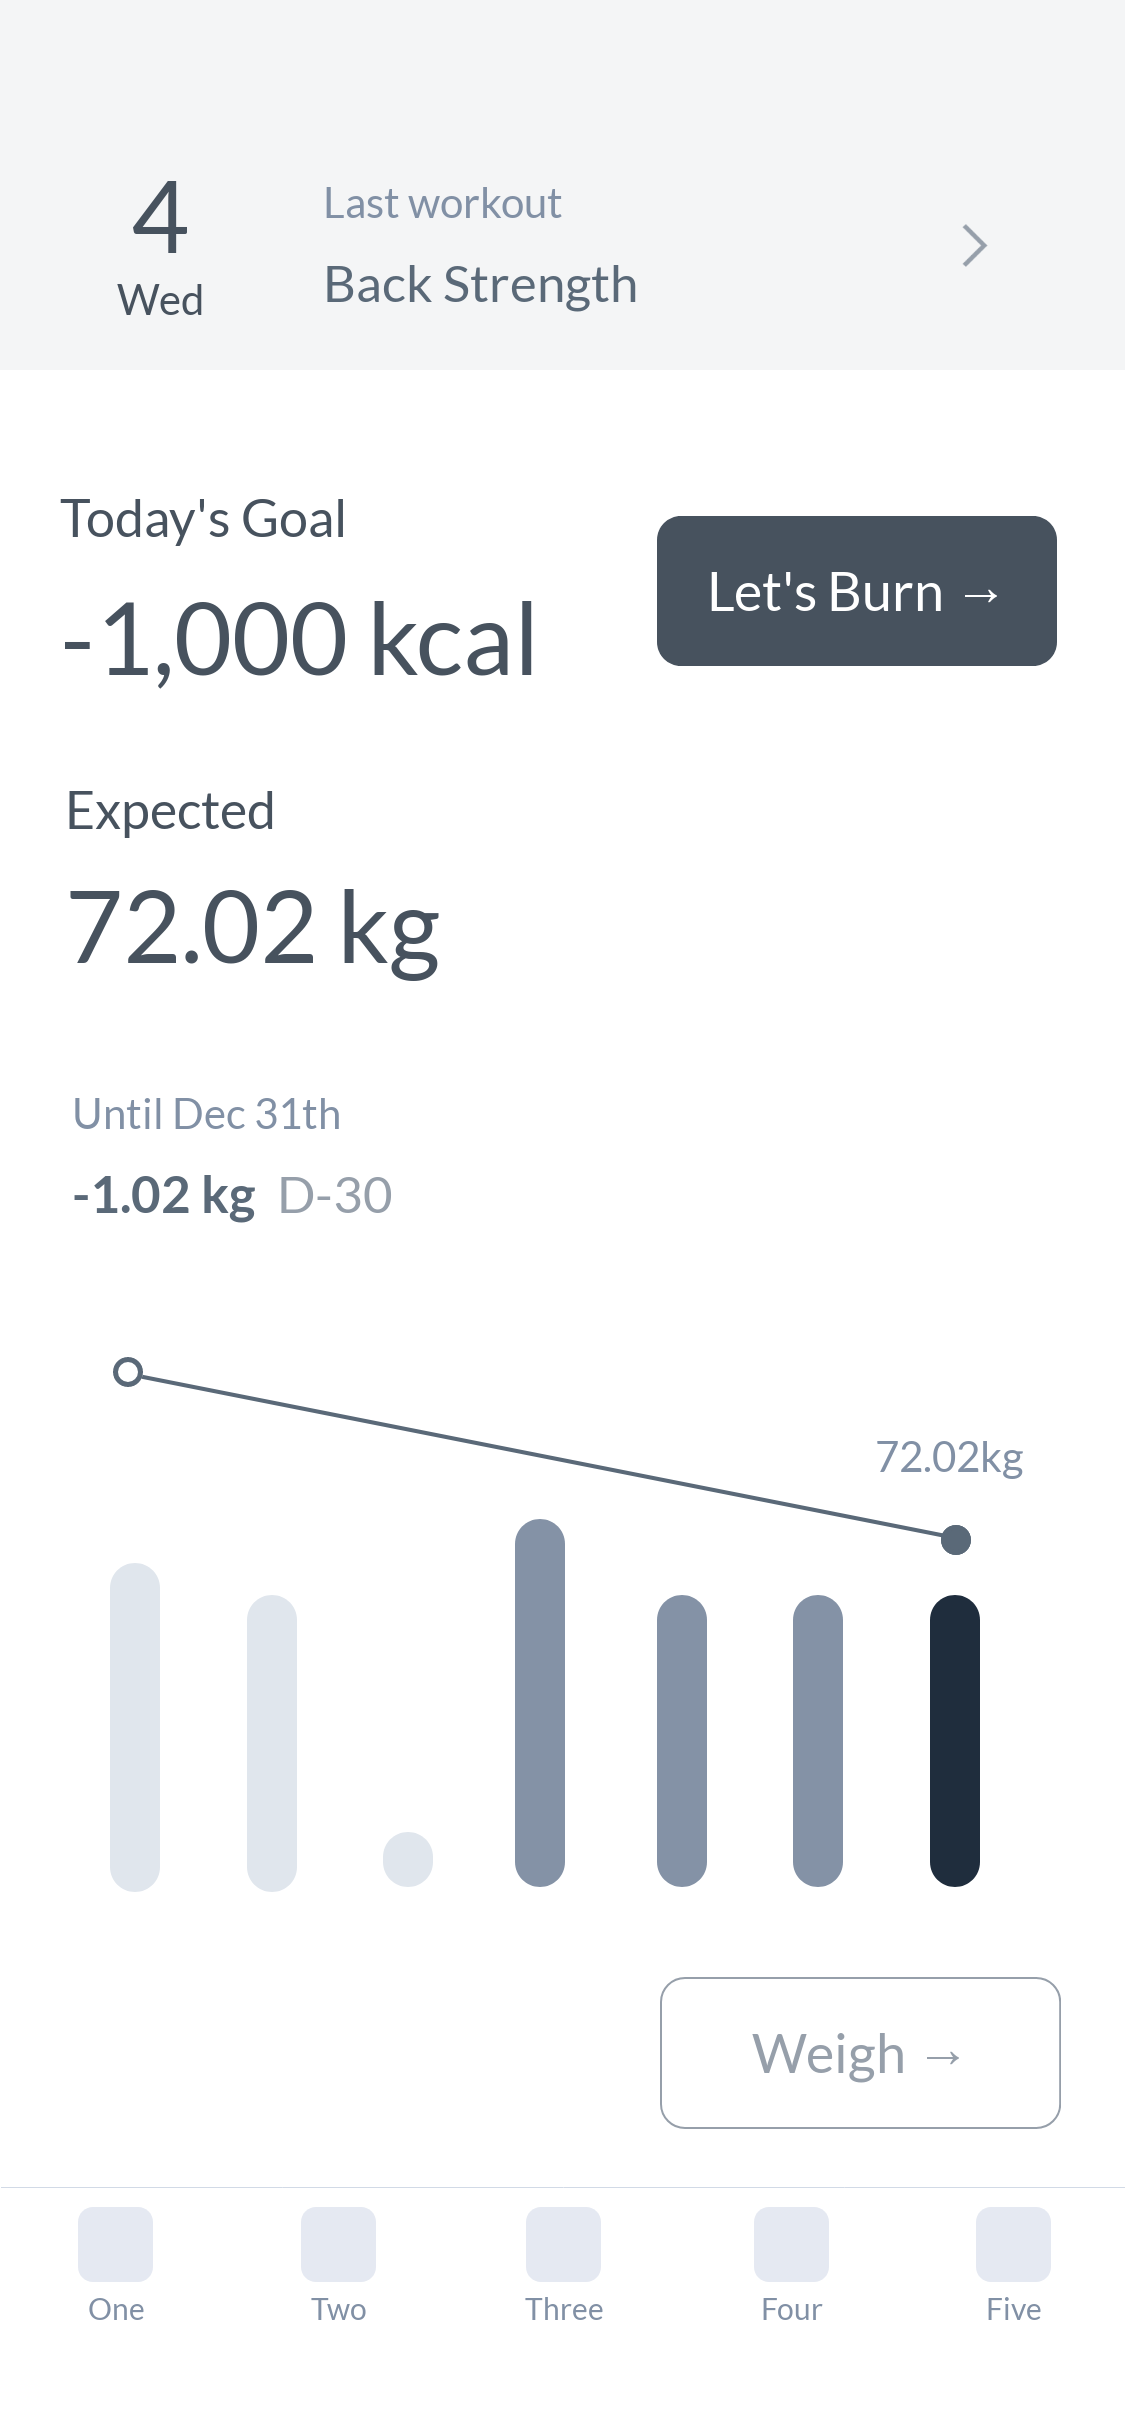 4
Wed
Last workout
Back Strength
Today's Goal
-1,000 kcal
Let's Burn →
Expected
72.02 kg
Until Dec 31th
-1.02 kg D-30
72.02kg
Weigh →
One
Two
Three
Four
Five